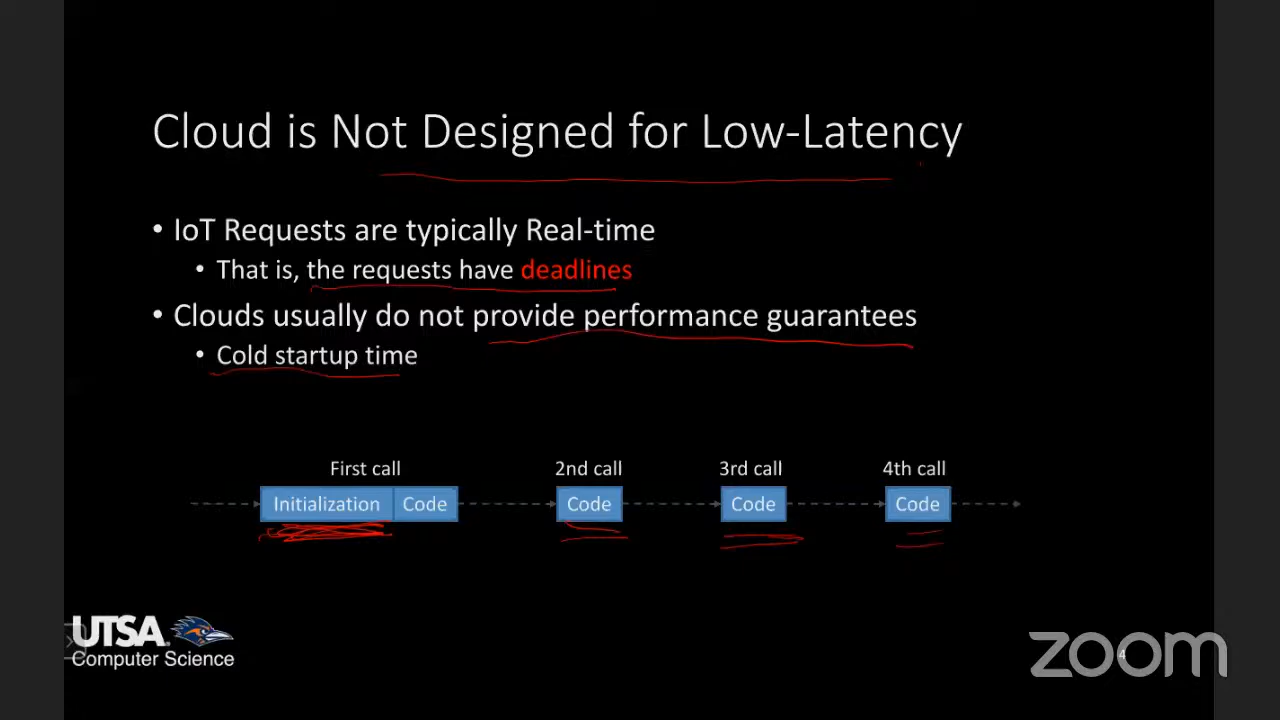 Cloud is Not Designed for Low-Latency
• IoT Requests are typically Real-time
• That is, the requests have deadlines
• Clouds usually do not provide performance guarantees
• Cold startup time
First call 2nd call 3rd call 4th call
Initialization Code Code Code Code
UTSA.
Computer Science
zoom
4